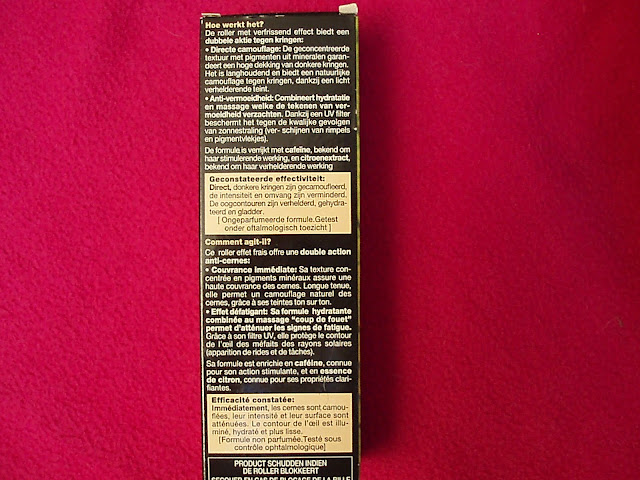 Hoe werkt het?
De roller met verfrissend effect biedt een
dubbele aktie tegen kringen:
• Directe camouflage: De geconcentreerde
textuur met pigmenten uit mineralen garan-
deert een hoge dekking van donkere kringen.
Het is langhoudend en biedt een natuurlijke
camouflage tegen kringen, dankzij een licht
verhelderende teint.
• Anti-vermoeidheid: Combineert hydratatie
en massage welke de tekenen van ver-
moeidheid verzachten. Dankzij een UV filter
beschermt het tegen de kwalijke gevolgen
van zonnestraling (ver- schijnen van rimpels
en pigmentvlekjes).
De formule is verrijkt met cafeïne, bekend om
haar stimulerende werking, en citroenextract,
bekend om haar verhelderende werking
Geconstateerde effectiviteit:
Direct, donkere kringen zijn gecamoufleerd,
de intensiteit en omvang zijn verminderd.
De oogcontouren zijn verhelderd, gehydra-
teerd en gladder.
[ Ongeparfumeerde formule.Getest
onder oftalmologisch toezicht ]
Comment agit-il?
Ce roller effet frais offre une double action
anti-cernes:
• Couvrance immédiate: Sa texture con-
centrée en pigments minéraux assure une
haute couvrance des cernes. Longue tenue,
elle permet un camouflage naturel des
cernes, grâce à ses teintes ton sur ton.
• Effet défatigant: Sa formule hydratante
combinée au massage "coup de fouet"
permet d'atténuer les signes de fatigue.
Grâce à son filtre UV, elle protège le contour
de l'œil des méfaits des rayons solaires
(apparition de rides et de tâches).
Sa formule est enrichie en caféine, connue
pour son action stimulante, et en essence
de citron, connue pour ses propriétés clari-
fiantes.
Efficacité constatée:
Immédiatement, les cernes sont camou-
flées, leur intensité et leur surface sont
atténuées. Le contour de l'œil est illu-
miné, hydraté et plus lisse.
[Formule non parfumée.Testé sous
contrôle ophtalmologique]
PRODUCT SCHUDDEN INDIEN
DE ROLLER BLOKKEERT
SECOUER EN CAS DE BLOCAGE DE LA BILLE